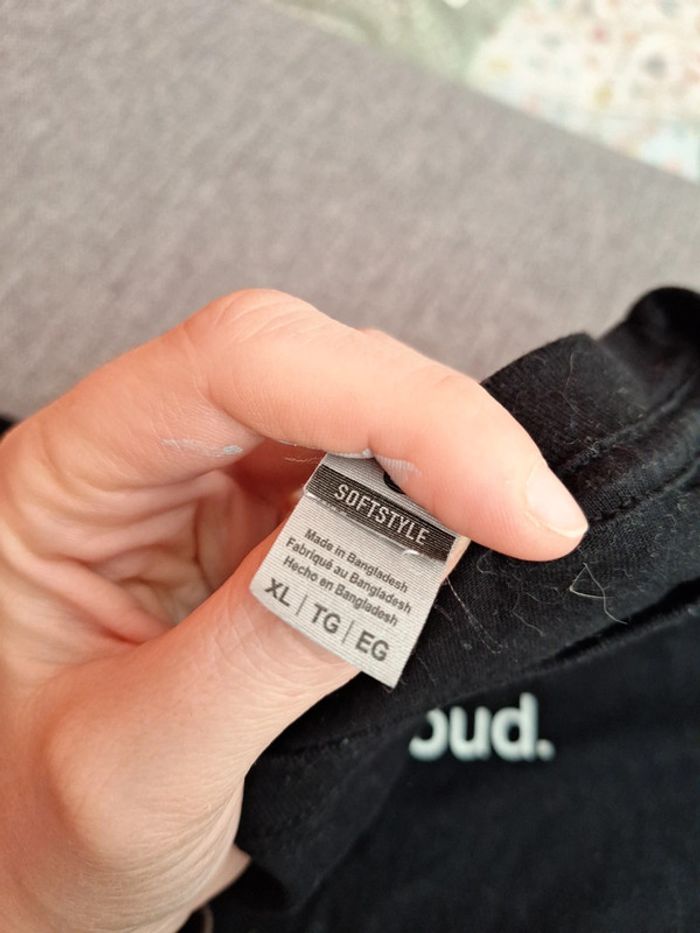 SOFTSTYLE
Made in Bangladesh
Fabriqué au Bangladesh
Hecho en Bangladesh
XL | TG | EG
oud.